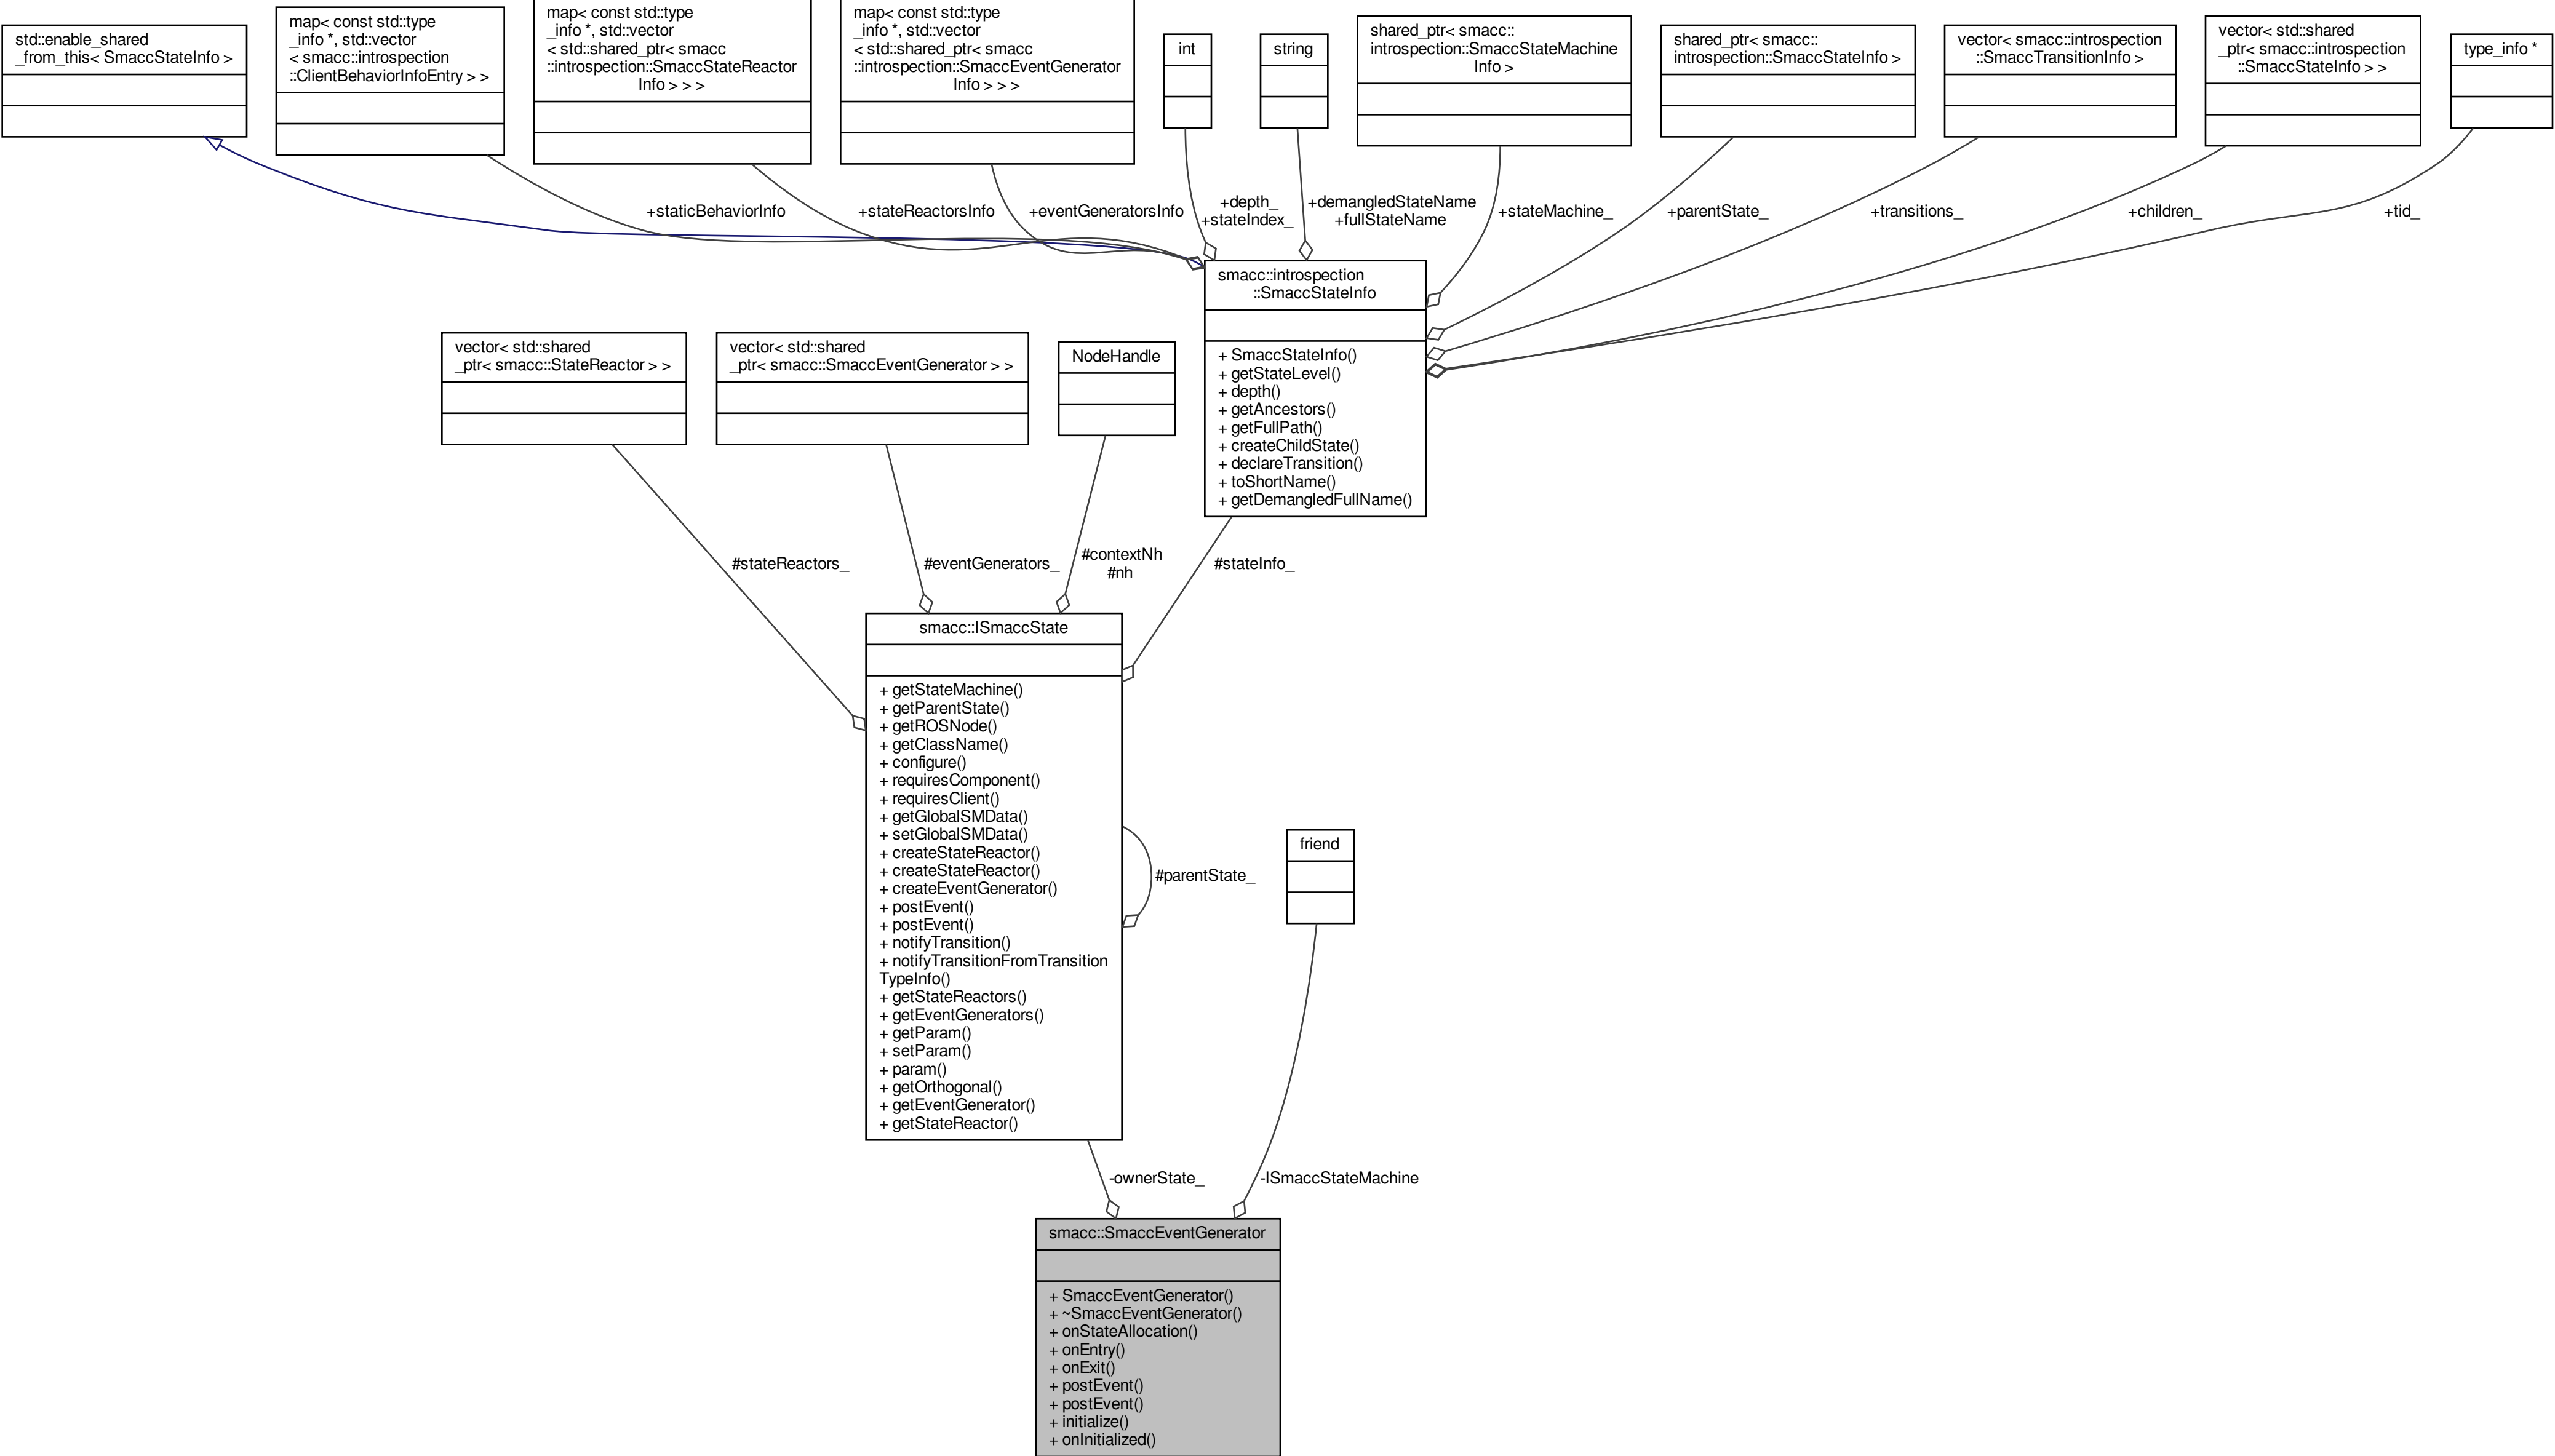 std::enable_shared
_from_this< SmaccStateInfo >
map< const std::type
_info *, std::vector
< smacc::introspection
::ClientBehaviorInfoEntry > >
map< const std::type
_info *, std::vector
< std::shared_ptr< smacc
::introspection::SmaccStateReactor
Info > > >
map< const std::type
_info *, std::vector
< std::shared_ptr< smacc
::introspection::SmaccEventGenerator
Info > > >
int
string
shared_ptr< smacc::
introspection::SmaccStateMachine
Info >
shared_ptr< smacc::
introspection::SmaccStateInfo >
vector< smacc::introspection
::SmaccTransitionInfo >
vector< std::shared
_ptr< smacc::introspection
::SmaccStateInfo > >
type_info *
+staticBehaviorInfo
+stateReactorsInfo
+eventGeneratorsInfo
+depth_
+stateIndex_
+demangledStateName
+fullStateName
+stateMachine_
+parentState_
+transitions_
+children_
+tid_
smacc::introspection
::SmaccStateInfo
+ SmaccStateInfo()
+ getStateLevel()
+ depth()
+ getAncestors()
+ getFullPath()
+ createChildState()
+ declareTransition()
+ toShortName()
+ getDemangledFullName()
vector< std::shared
_ptr< smacc::StateReactor > >
vector< std::shared
_ptr< smacc::SmaccEventGenerator > >
NodeHandle
#stateReactors_
#eventGenerators_
#contextNh
#nh
#stateInfo_
smacc::ISmaccState
+ getStateMachine()
+ getParentState()
+ getROSNode()
+ getClassName()
+ configure()
+ requiresComponent()
+ requiresClient()
+ getGlobalSMData()
+ setGlobalSMData()
+ createStateReactor()
+ createStateReactor()
+ createEventGenerator()
+ postEvent()
+ postEvent()
+ notifyTransition()
+ notifyTransitionFromTransition
TypeInfo()
+ getStateReactors()
+ getEventGenerators()
+ getParam()
+ setParam()
+ param()
+ getOrthogonal()
+ getEventGenerator()
+ getStateReactor()
#parentState_
friend
-ownerState_
-ISmaccStateMachine
smacc::SmaccEventGenerator
+ SmaccEventGenerator()
+ ~SmaccEventGenerator()
+ onStateAllocation()
+ onEntry()
+ onExit()
+ postEvent()
+ postEvent()
+ initialize()
+ onInitialized()